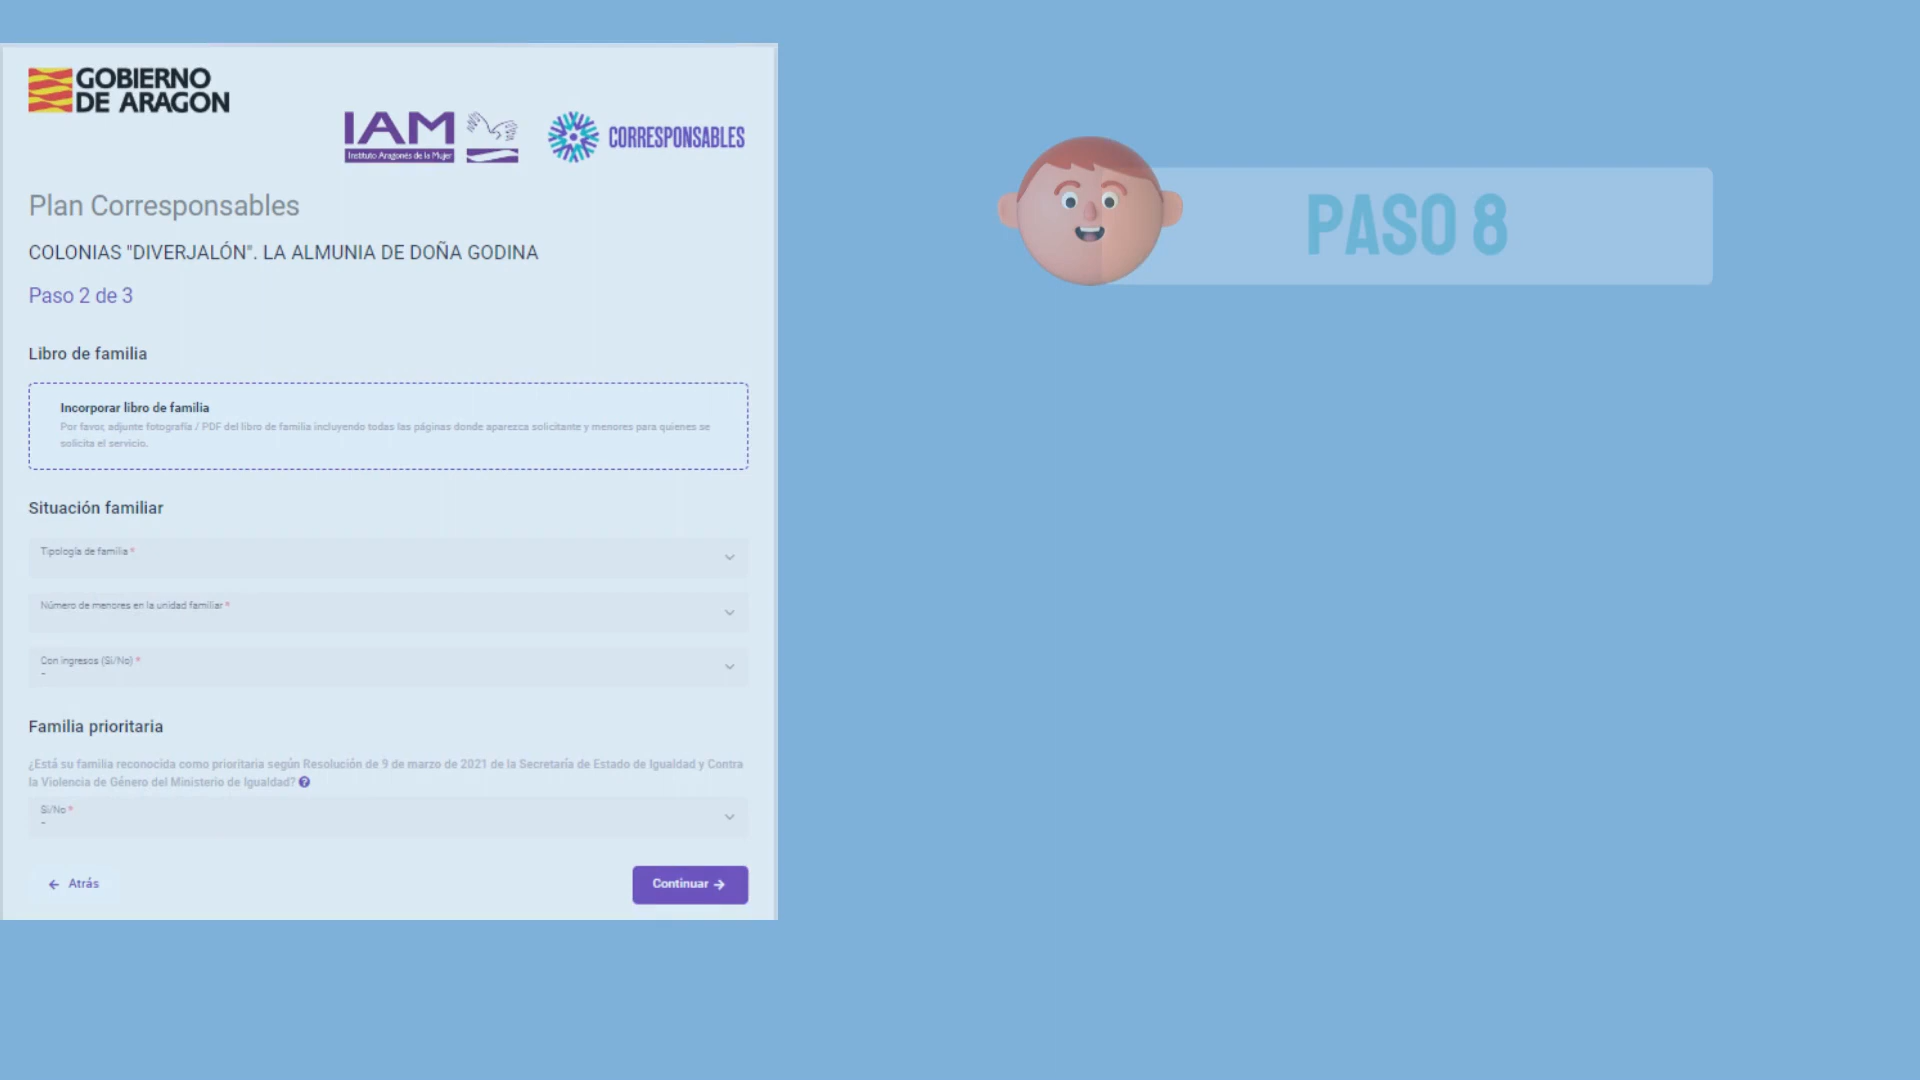 GOBIERNO
DE ARAGON
IAM
Instituto Aragonés de la Mujer
CORRESPONSABLES
Plan Corresponsables
COLONIAS "DIVERJALÓN". LA ALMUNIA DE DOÑA GODINA
Paso 2 de 3
Libro de familia
Incorporar libro de familia
Por favor, adjunte fotografía / PDF del libro de familia incluyendo todas las páginas donde aparezca solicitante y menores para quienes se
solicita el servicio.
Situación familiar
Tipología de familia *
Número de menores en la unidad familiar *
Con ingresos (Si/No) *
-
Familia prioritaria
¿Está su familia reconocida como prioritaria según Resolución de 9 de marzo de 2021 de la Secretaría de Estado de Igualdad y Contra
la Violencia de Género del Ministerio de Igualdad? ?
Si/No *
-
← Atrás
Continuar →
PASO 8